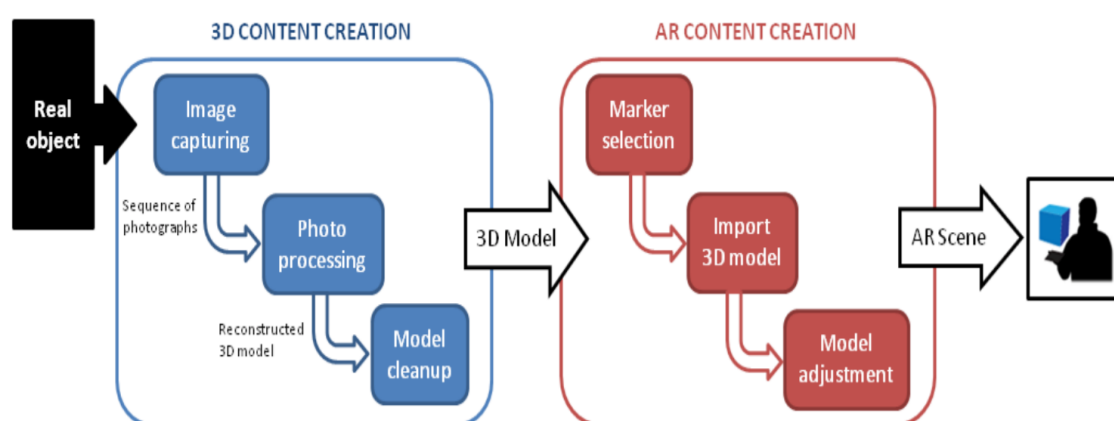 3D CONTENT CREATION
AR CONTENT CREATION
Real
object
Image
capturing
Sequence of
photographs
Photo
processing
Reconstructed
3D model
Model
cleanup
3D Model
Marker
selection
Import
3D model
Model
adjustment
AR Scene